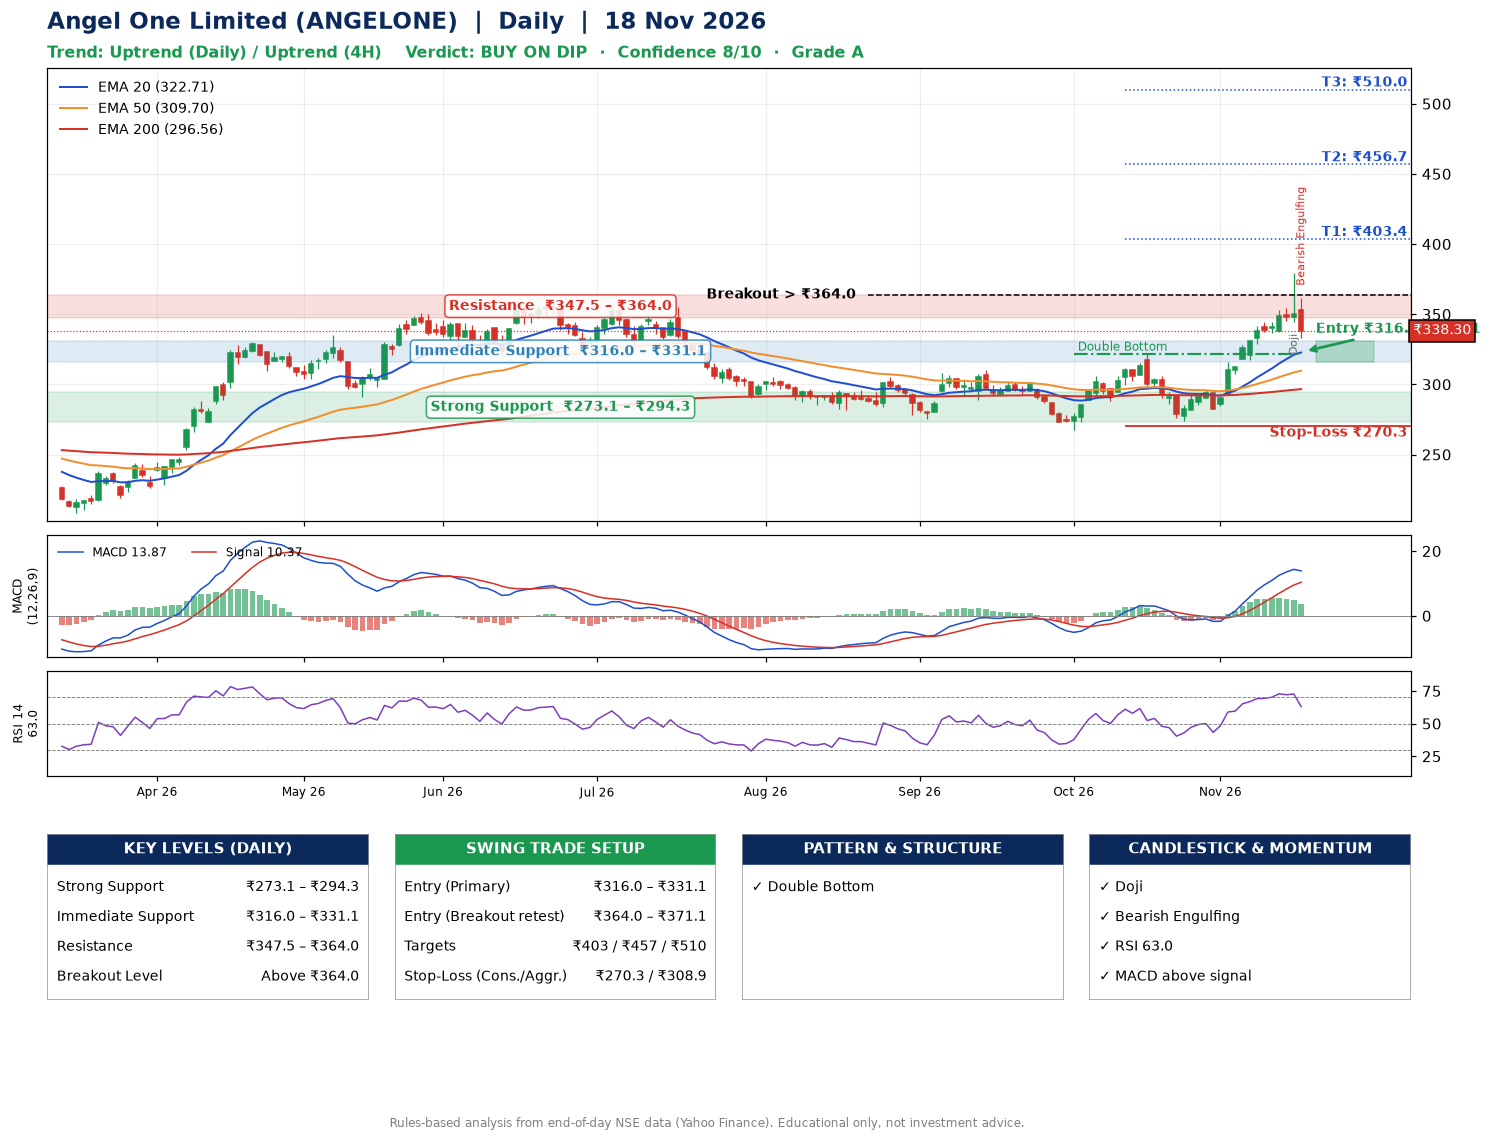 Angel One Limited (ANGELONE) | Daily | 18 Nov 2026
Trend: Uptrend (Daily) / Uptrend (4H) Verdict: BUY ON DIP · Confidence 8/10 · Grade A
EMA 20 (322.71)
EMA 50 (309.70)
EMA 200 (296.56)
T3: ₹510.0
T2: ₹456.7
T1: ₹403.4
Bearish Engulfing
Breakout > ₹364.0
Resistance ₹347.5 – ₹364.0
Immediate Support ₹316.0 – ₹331.1
Strong Support ₹273.1 – ₹294.3
Double Bottom
Doji
Entry ₹316.
₹338.30
Stop-Loss ₹270.3
500
450
400
350
300
250
MACD 13.87 Signal 10.37
MACD
(12,26,9)
20
0
RSI 14
63.0
75
50
25
Apr 26 May 26 Jun 26 Jul 26 Aug 26 Sep 26 Oct 26 Nov 26
KEY LEVELS (DAILY)
Strong Support ₹273.1 – ₹294.3
Immediate Support ₹316.0 – ₹331.1
Resistance ₹347.5 – ₹364.0
Breakout Level Above ₹364.0
SWING TRADE SETUP
Entry (Primary) ₹316.0 – ₹331.1
Entry (Breakout retest) ₹364.0 – ₹371.1
Targets ₹403 / ₹457 / ₹510
Stop-Loss (Cons./Aggr.) ₹270.3 / ₹308.9
PATTERN & STRUCTURE
✓ Double Bottom
CANDLESTICK & MOMENTUM
✓ Doji
✓ Bearish Engulfing
✓ RSI 63.0
✓ MACD above signal
Rules-based analysis from end-of-day NSE data (Yahoo Finance). Educational only, not investment advice.